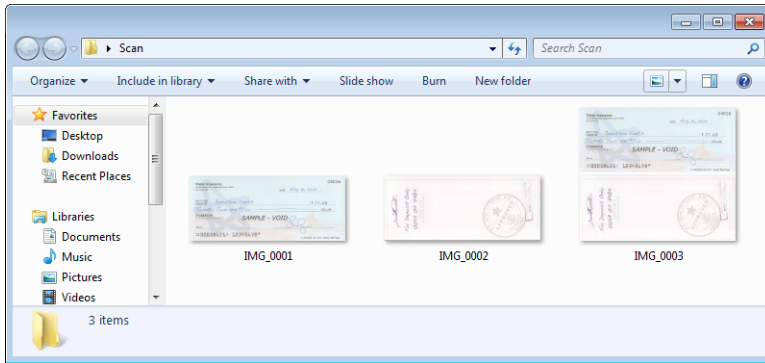 Scan
Search Scan
Organize
Include in library
Share with
Slide show
Burn
New folder
Favorites
Desktop
Downloads
Recent Places
Libraries
Documents
Music
Pictures
Videos
SAMPLE - VOID
IMG_0001
IMG_0002
SAMPLE - VOID
IMG_0003
3 items